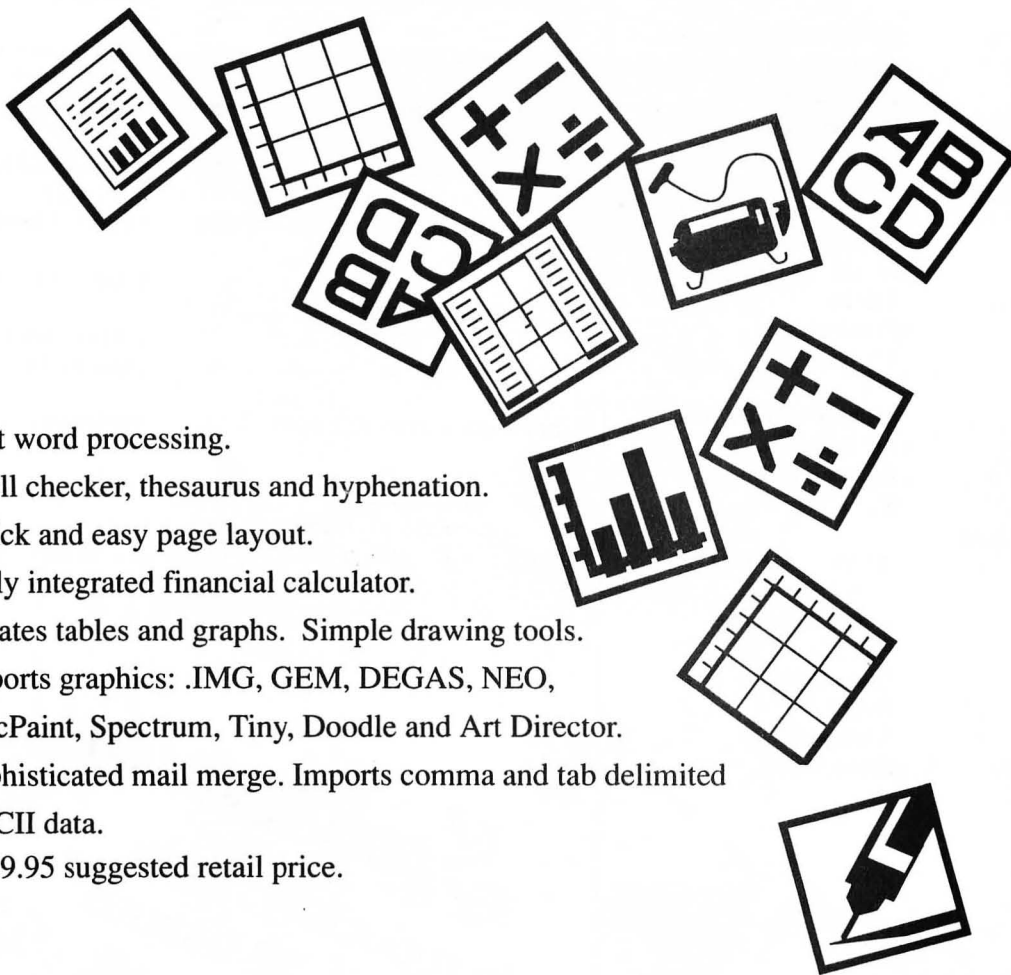 + - × ÷
ABCD
ABCD
+ - × ÷
t word processing.
ll checker, thesaurus and hyphenation.
ck and easy page layout.
ly integrated financial calculator.
ates tables and graphs. Simple drawing tools.
ports graphics: .IMG, GEM, DEGAS, NEO,
cPaint, Spectrum, Tiny, Doodle and Art Director.
phisticated mail merge. Imports comma and tab delimited
CII data.
9.95 suggested retail price.